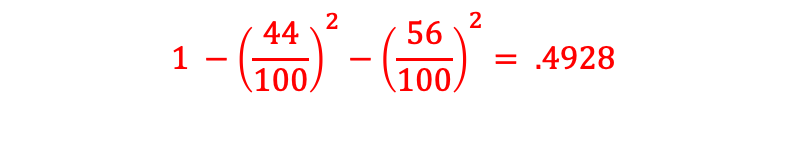 1 − (44/100)² − (56/100)² = .4928